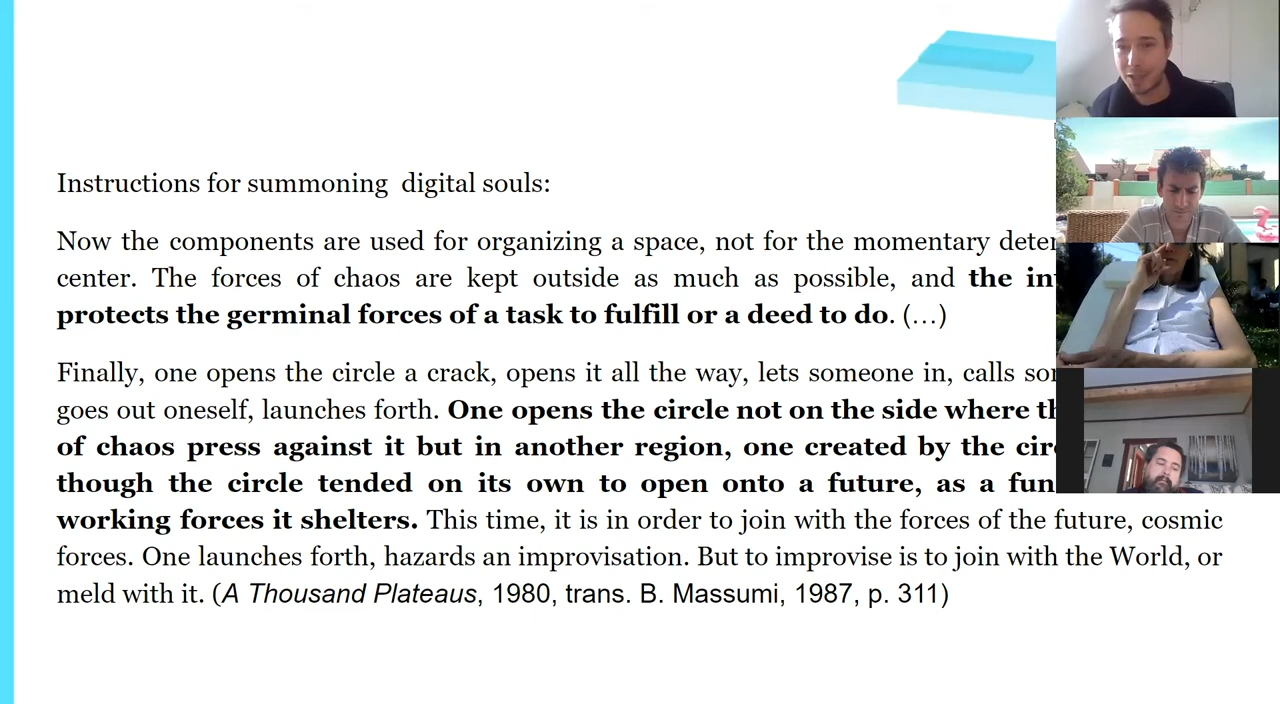 Instructions for summoning digital souls:
Now the components are used for organizing a space, not for the momentary
center. The forces of chaos are kept outside as much as possible, and the
protects the germinal forces of a task to fulfill or a deed to do. (…)
Finally, one opens the circle a crack, opens it all the way, lets someone in, calls
goes out oneself, launches forth. One opens the circle not on the side where
of chaos press against it but in another region, one created by the
though the circle tended on its own to open onto a future, as a
working forces it shelters. This time, it is in order to join with the forces of the future, cosmic
forces. One launches forth, hazards an improvisation. But to improvise is to join with the World, or
meld with it. (A Thousand Plateaus, 1980, trans. B. Massumi, 1987, p. 311)